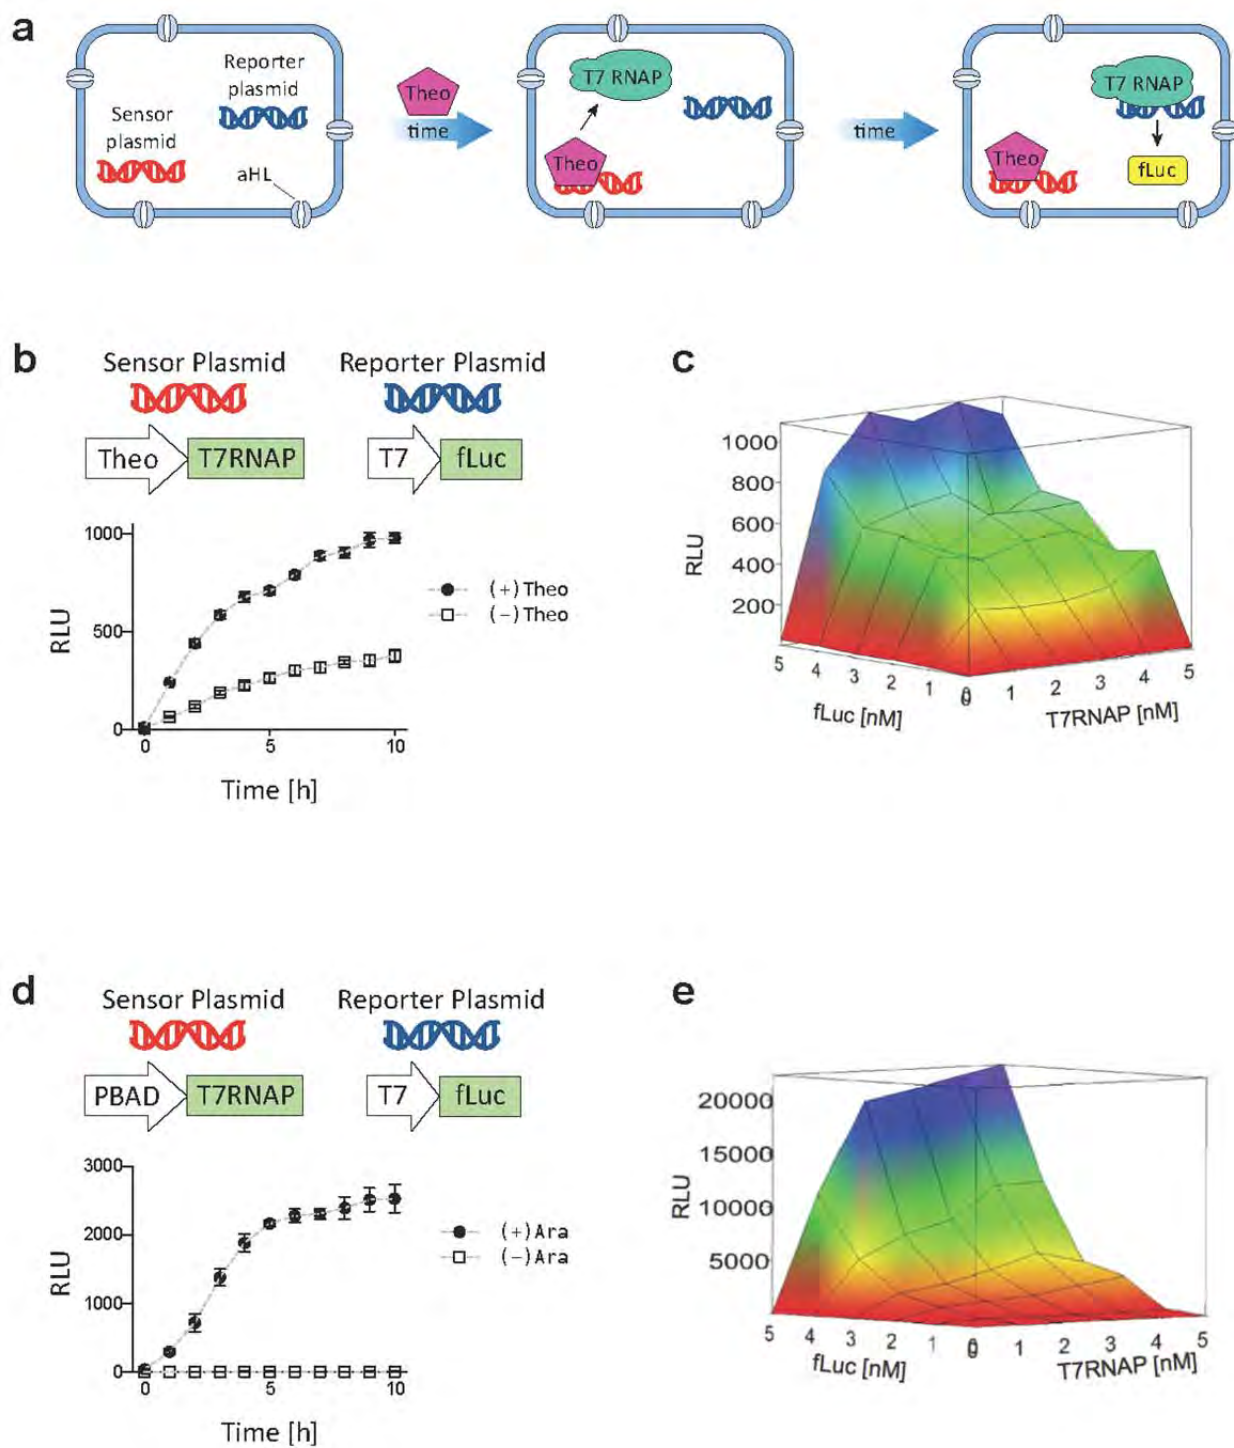 a
Reporter
plasmid
Sensor
plasmid
aHL
Theo
time
T7 RNAP
Theo
time
T7 RNAP
Theo
fLuc
b
Sensor Plasmid
Reporter Plasmid
Theo
T7RNAP
T7
fLuc
1000
500
0
RLU
0
5
10
Time [h]
(+)Theo
(-)Theo
c
1000
800
600
400
200
RLU
5
4
3
2
1
0
1
2
3
4
5
fLuc [nM]
T7RNAP [nM]
d
Sensor Plasmid
Reporter Plasmid
PBAD
T7RNAP
T7
fLuc
3000
2000
1000
0
RLU
0
5
10
Time [h]
(+)Ara
(-)Ara
e
20000
15000
10000
5000
RLU
5
4
3
2
1
0
1
2
3
4
5
fLuc [nM]
T7RNAP [nM]